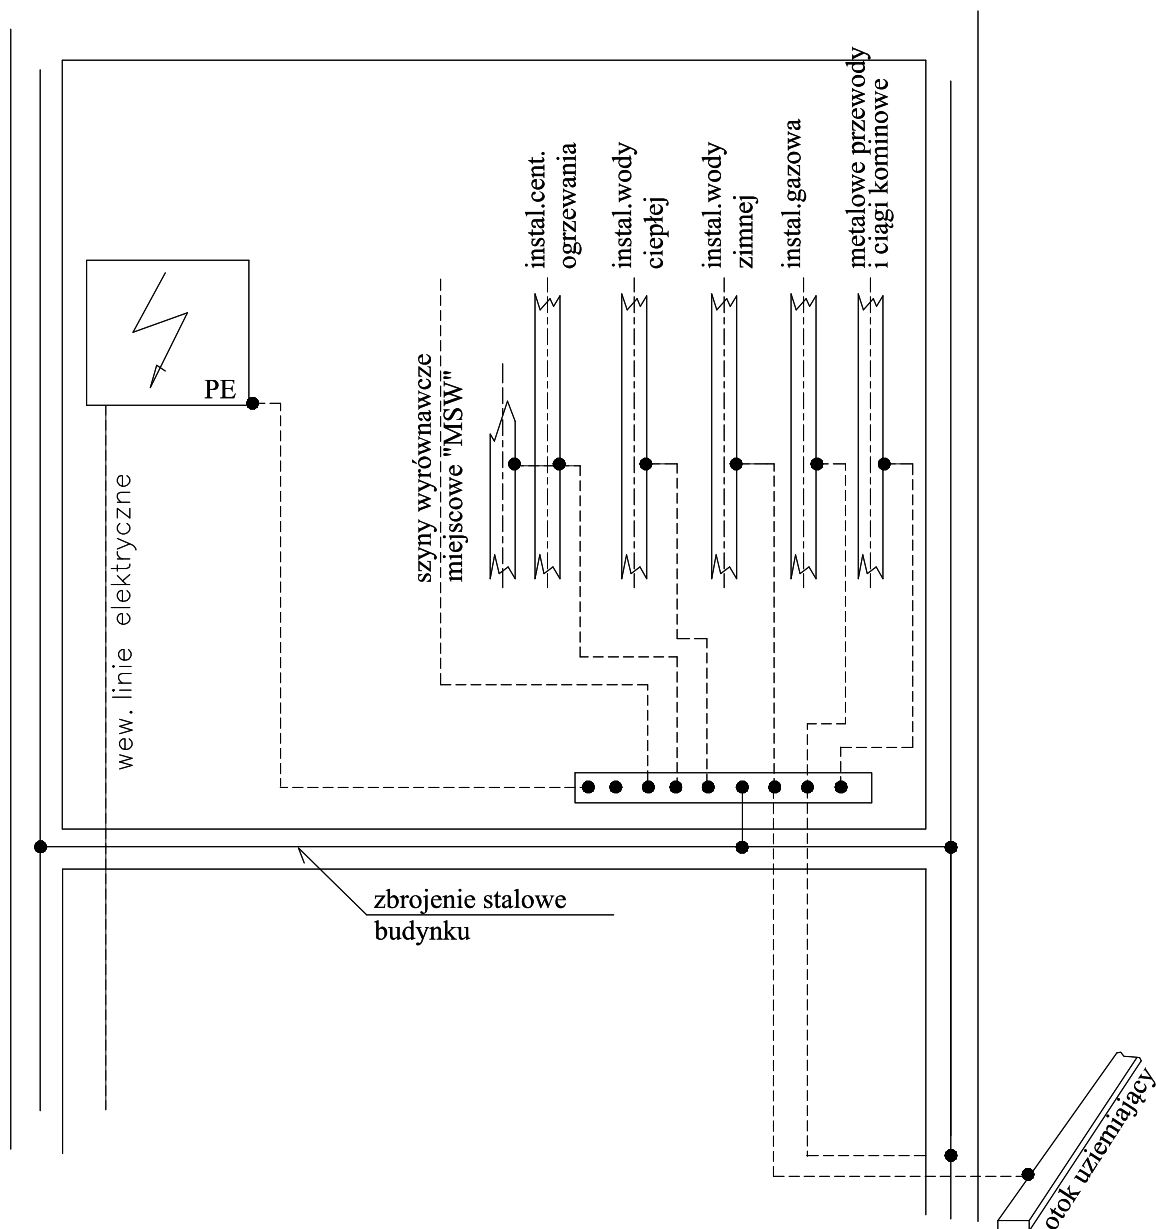 metalowe przewody
i ciągi kominowe
instal.gazowa
instal.wody
zimnej
instal.wody
ciepłej
instal.cent.
ogrzewania
szyny wyrównawcze
miejscowe "MSW"
PE
wew. linie elektryczne
zbrojenie stalowe
budynku
otok uziemiający